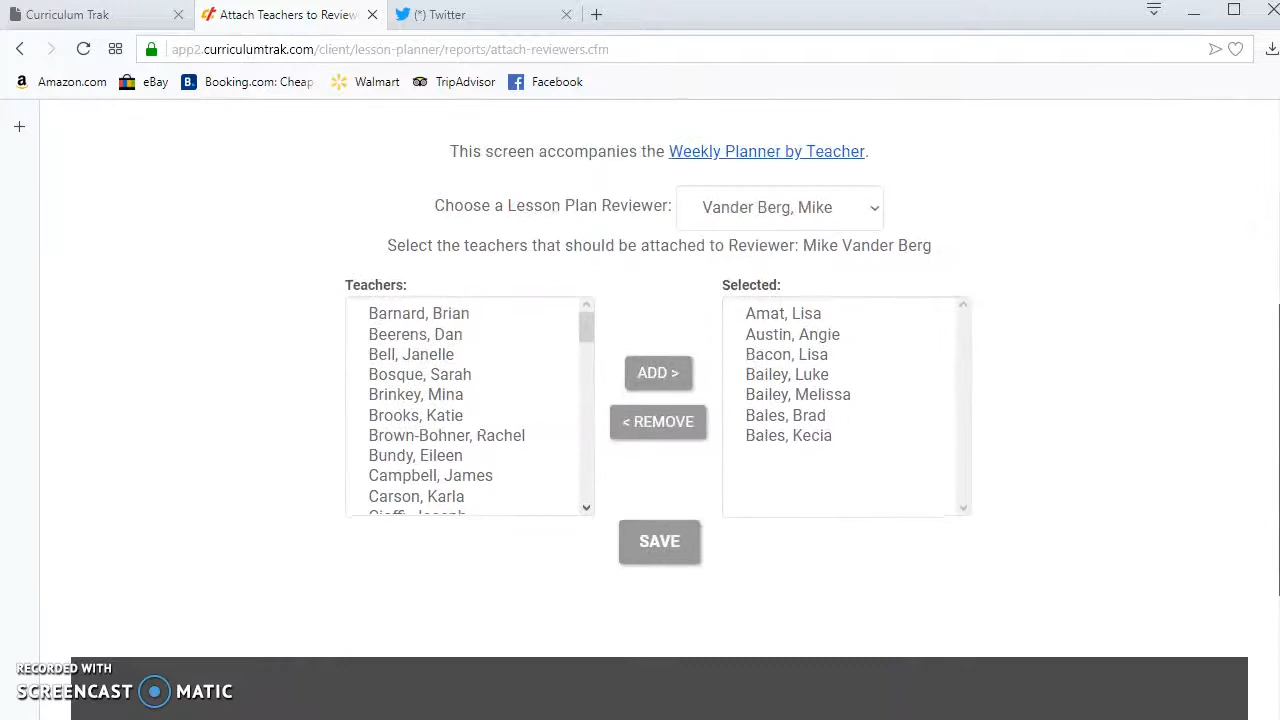 Curriculum Trak
Attach Teachers to Review
(*) Twitter
app2.curriculumtrak.com/client/lesson-planner/reports/attach-reviewers.cfm
Amazon.com
eBay
Booking.com: Cheap
Walmart
TripAdvisor
Facebook
This screen accompanies the Weekly Planner by Teacher.
Choose a Lesson Plan Reviewer: Vander Berg, Mike
Select the teachers that should be attached to Reviewer: Mike Vander Berg
Teachers:
Barnard, Brian
Beerens, Dan
Bell, Janelle
Bosque, Sarah
Brinkey, Mina
Brooks, Katie
Brown-Bohner, Rachel
Bundy, Eileen
Campbell, James
Carson, Karla
ADD >
< REMOVE
Selected:
Amat, Lisa
Austin, Angie
Bacon, Lisa
Bailey, Luke
Bailey, Melissa
Bales, Brad
Bales, Kecia
SAVE
RECORDED WITH
SCREENCAST MATIC